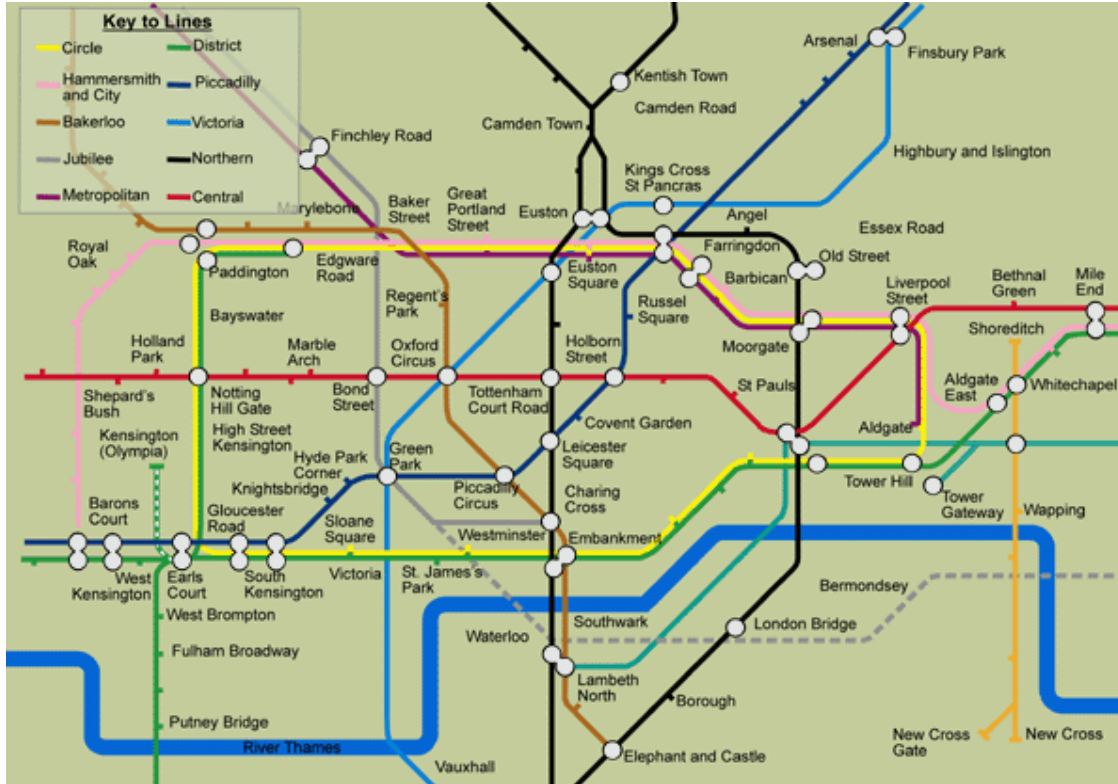 Key to Lines
Circle
District
Hammersmith
and City
Piccadilly
Bakerloo
Victoria
Jubilee
Northern
Metropolitan
Central
Arsenal
Finsbury Park
Kentish Town
Camden Road
Camden Town
Finchley Road
Highbury and Islington
Kings Cross
St Pancras
Marylebone
Baker
Street
Great
Portland
Street
Euston
Angel
Essex Road
Royal
Oak
Paddington
Edgware
Road
Farringdon
Barbican
Old Street
Euston
Square
Bethnal
Green
Mile
End
Liverpool
Street
Regent's
Park
Russel
Square
Bayswater
Shoreditch
Holland
Park
Marble
Arch
Oxford
Circus
Holborn
Street
Moorgate
Shepard's
Bush
Notting
Hill Gate
Bond
Street
Tottenham
Court Road
St Pauls
Aldgate
East
Whitechapel
Kensington
(Olympia)
High Street
Kensington
Covent Garden
Aldgate
Hyde Park
Corner
Green
Park
Leicester
Square
Knightsbridge
Piccadilly
Circus
Tower Hill
Tower
Gateway
Barons
Court
Gloucester
Road
Sloane
Square
Charing
Cross
Wapping
Westminster
Embankment
West
Kensington
Earls
Court
South
Kensington
Victoria
St. James's
Park
Bermondsey
West Brompton
Southwark
London Bridge
Waterloo
Fulham Broadway
Lambeth
North
Borough
Putney Bridge
River Thames
New Cross
Gate
New Cross
Elephant and Castle
Vauxhall